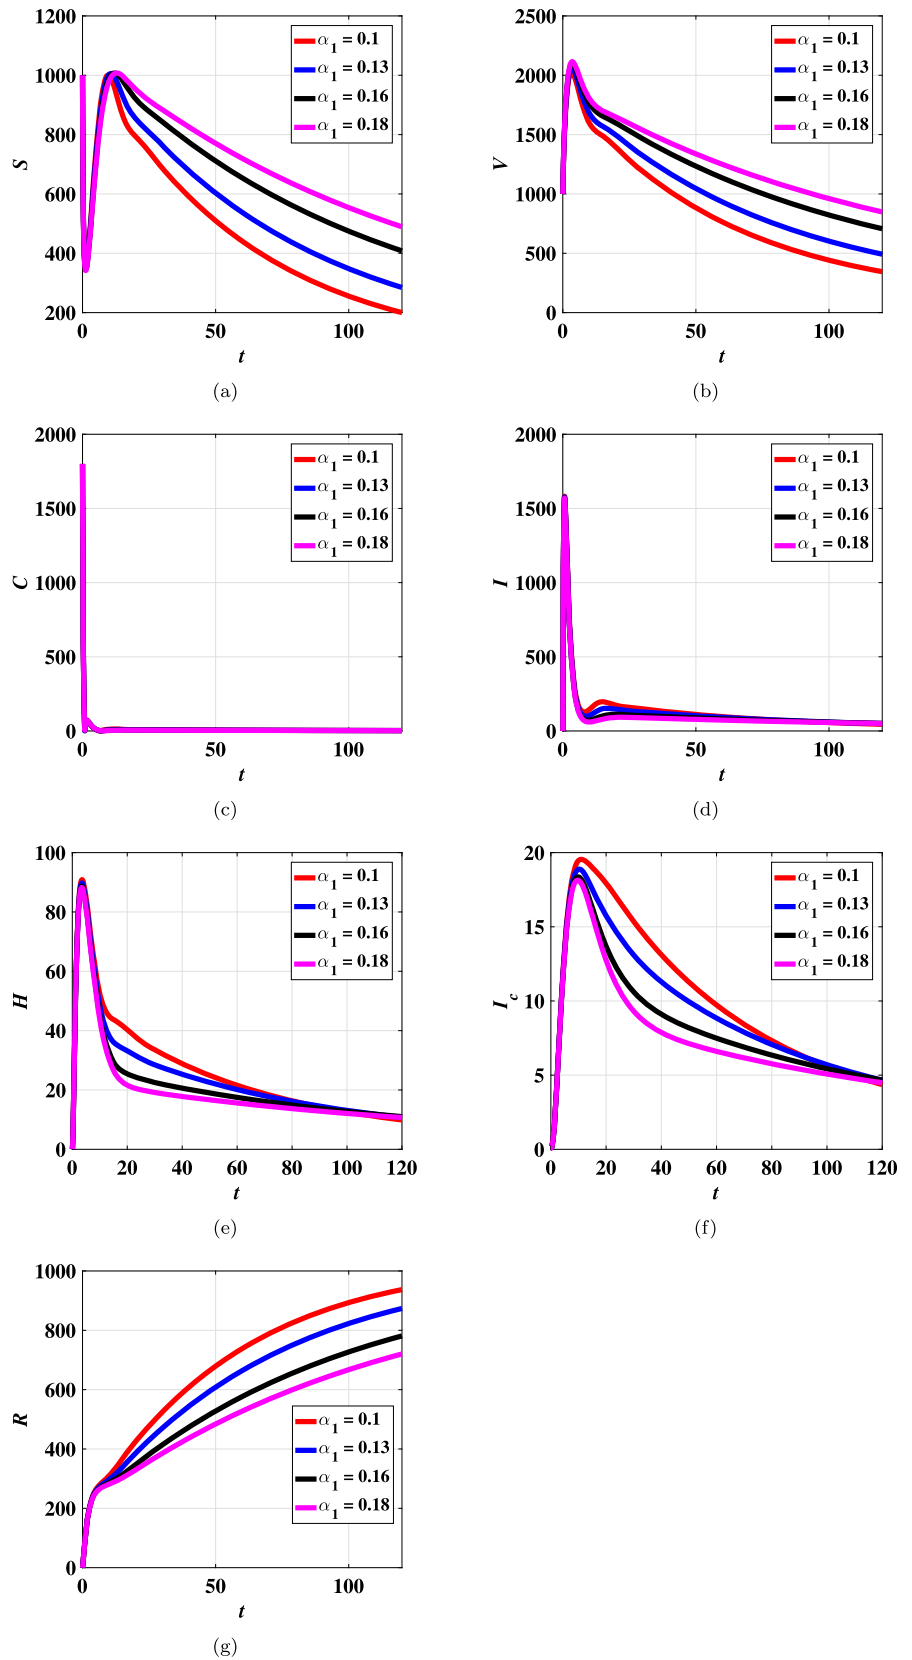 1200
1000
800
600
400
200
0
50
100
S
t
α1 = 0.1
α1 = 0.13
α1 = 0.16
α1 = 0.18
(a)
2500
2000
1500
1000
500
0
0
50
100
V
t
α1 = 0.1
α1 = 0.13
α1 = 0.16
α1 = 0.18
(b)
2000
1500
1000
500
0
0
50
100
C
t
α1 = 0.1
α1 = 0.13
α1 = 0.16
α1 = 0.18
(c)
2000
1500
1000
500
0
0
50
100
I
t
α1 = 0.1
α1 = 0.13
α1 = 0.16
α1 = 0.18
(d)
100
80
60
40
20
0
0
20
40
60
80
100
120
H
t
α1 = 0.1
α1 = 0.13
α1 = 0.16
α1 = 0.18
(e)
20
15
10
5
0
0
20
40
60
80
100
120
Ic
t
α1 = 0.1
α1 = 0.13
α1 = 0.16
α1 = 0.18
(f)
1000
800
600
400
200
0
0
50
100
R
t
α1 = 0.1
α1 = 0.13
α1 = 0.16
α1 = 0.18
(g)